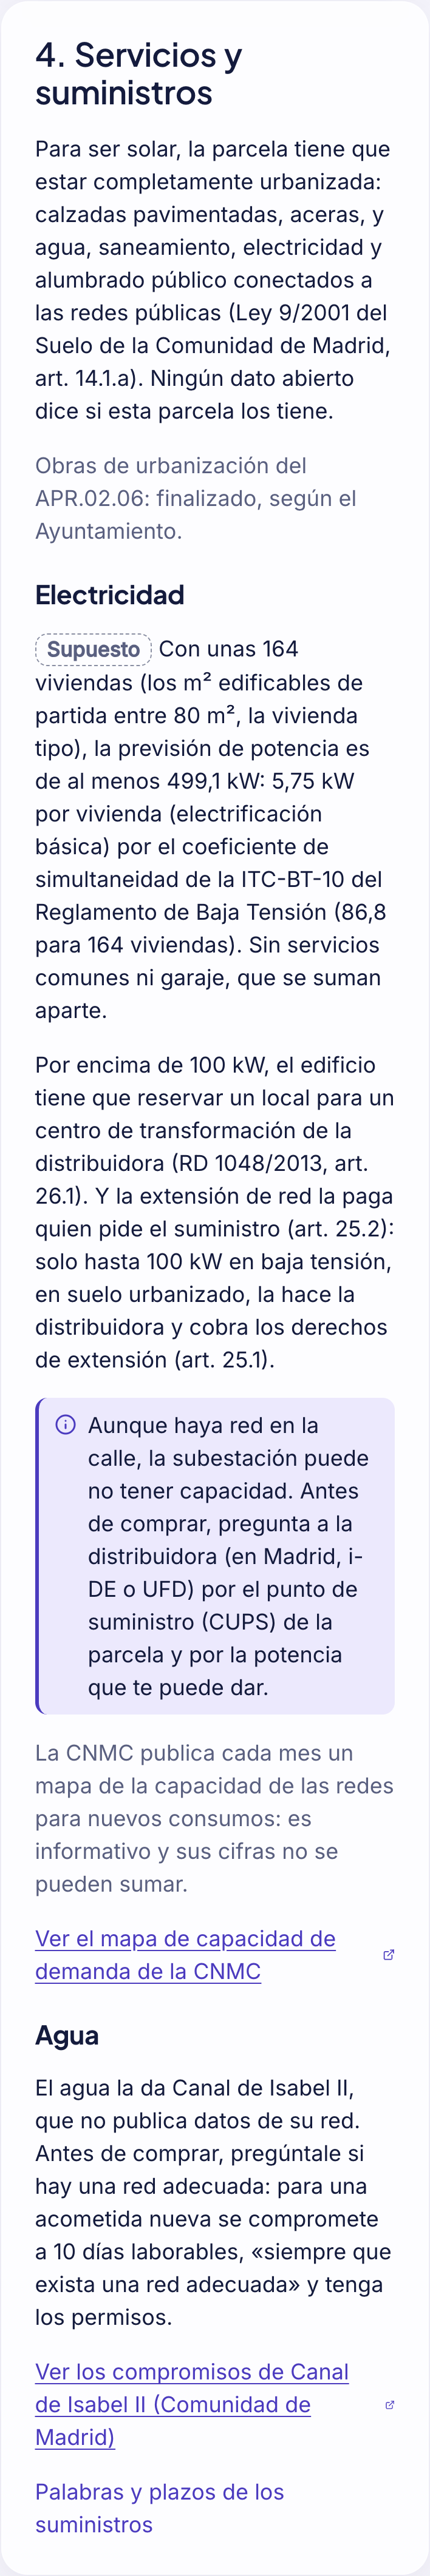 4. Servicios y
suministros
Para ser solar, la parcela tiene que
estar completamente urbanizada:
calzadas pavimentadas, aceras, y
agua, saneamiento, electricidad y
alumbrado público conectados a
las redes públicas (Ley 9/2001 del
Suelo de la Comunidad de Madrid,
art. 14.1.a). Ningún dato abierto
dice si esta parcela los tiene.
Obras de urbanización del
APR.02.06: finalizado, según el
Ayuntamiento.
Electricidad
Supuesto Con unas 164
viviendas (los m² edificables de
partida entre 80 m², la vivienda
tipo), la previsión de potencia es
de al menos 499,1 kW: 5,75 kW
por vivienda (electrificación
básica) por el coeficiente de
simultaneidad de la ITC-BT-10 del
Reglamento de Baja Tensión (86,8
para 164 viviendas). Sin servicios
comunes ni garaje, que se suman
aparte.
Por encima de 100 kW, el edificio
tiene que reservar un local para un
centro de transformación de la
distribuidora (RD 1048/2013, art.
26.1). Y la extensión de red la paga
quien pide el suministro (art. 25.2):
solo hasta 100 kW en baja tensión,
en suelo urbanizado, la hace la
distribuidora y cobra los derechos
de extensión (art. 25.1).
Aunque haya red en la
calle, la subestación puede
no tener capacidad. Antes
de comprar, pregunta a la
distribuidora (en Madrid, i-
DE o UFD) por el punto de
suministro (CUPS) de la
parcela y por la potencia
que te puede dar.
La CNMC publica cada mes un
mapa de la capacidad de las redes
para nuevos consumos: es
informativo y sus cifras no se
pueden sumar.
Ver el mapa de capacidad de
demanda de la CNMC
Agua
El agua la da Canal de Isabel II,
que no publica datos de su red.
Antes de comprar, pregúntale si
hay una red adecuada: para una
acometida nueva se compromete
a 10 días laborables, «siempre que
exista una red adecuada» y tenga
los permisos.
Ver los compromisos de Canal
de Isabel II (Comunidad de
Madrid)
Palabras y plazos de los
suministros